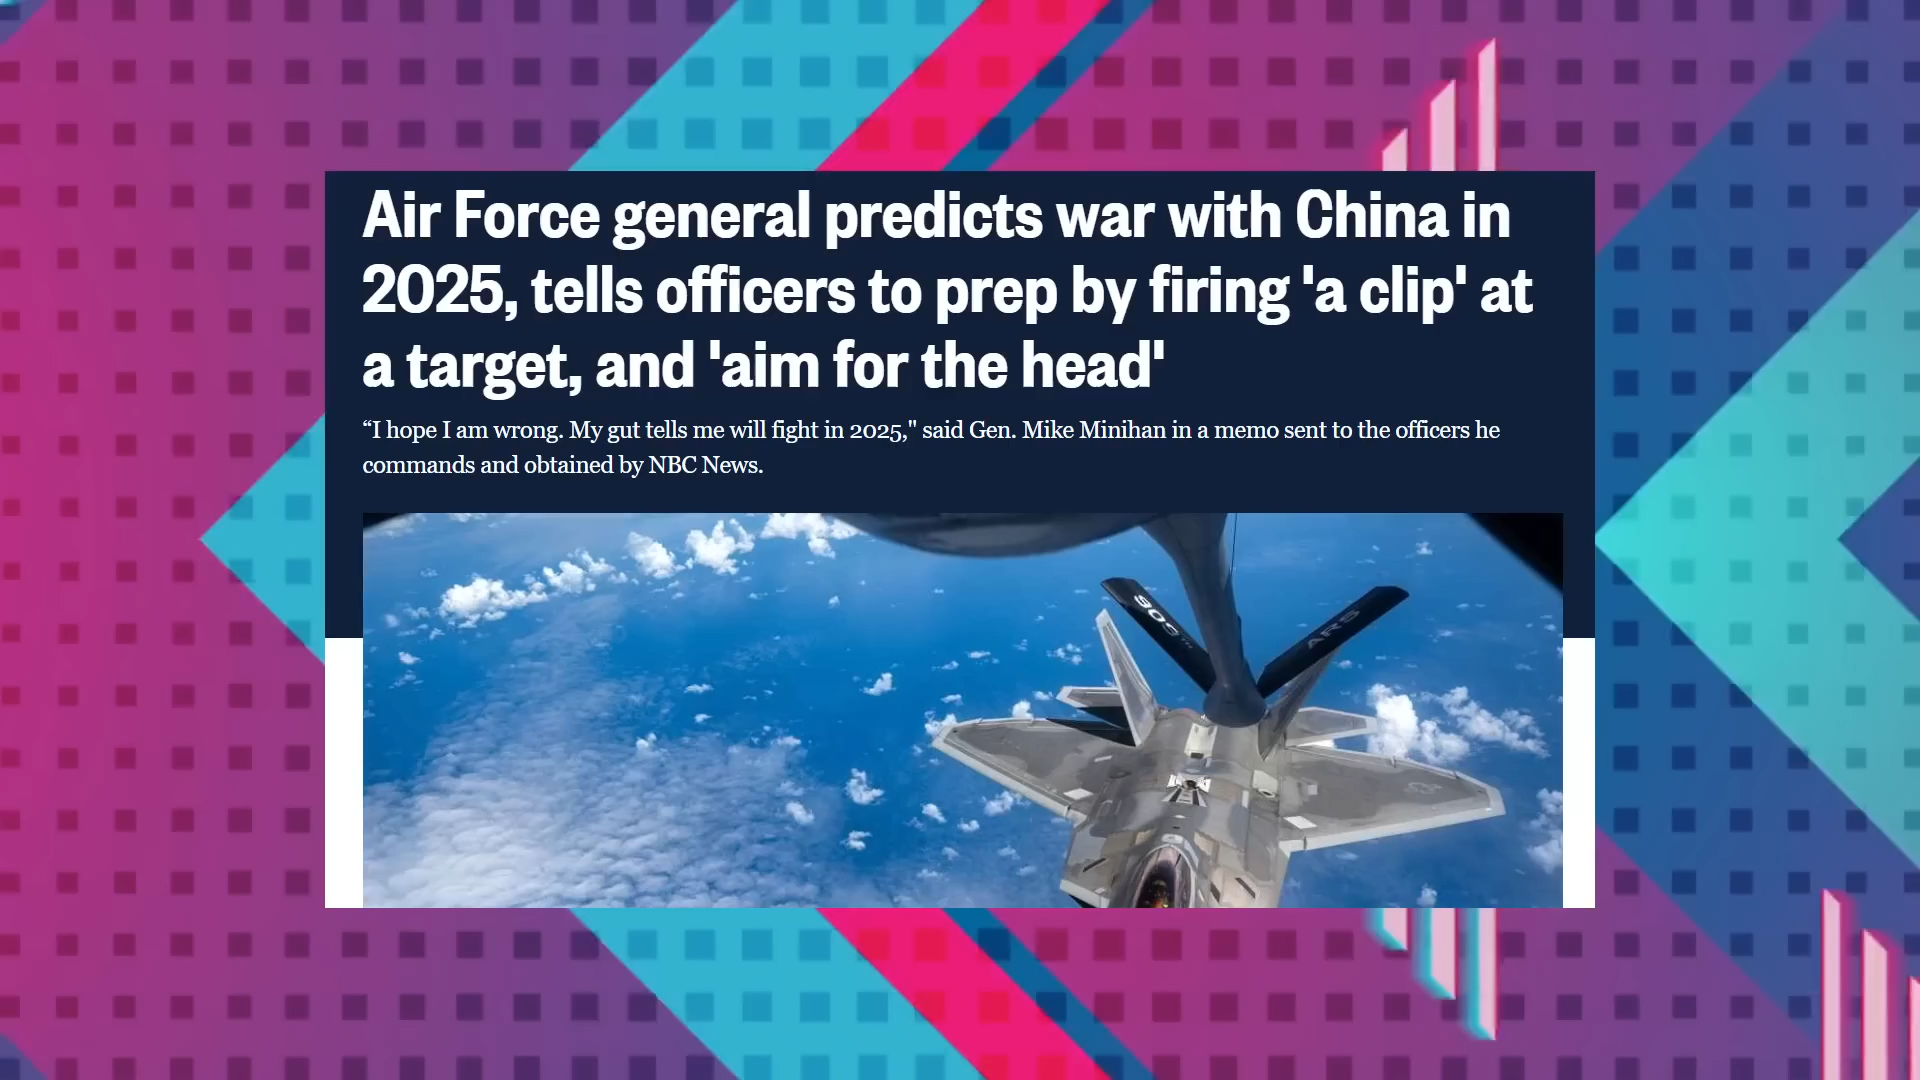 Air Force general predicts war with China in
2025, tells officers to prep by firing 'a clip' at
a target, and 'aim for the head'
“I hope I am wrong. My gut tells me will fight in 2025," said Gen. Mike Minihan in a memo sent to the officers he
commands and obtained by NBC News.
909TH
ARS